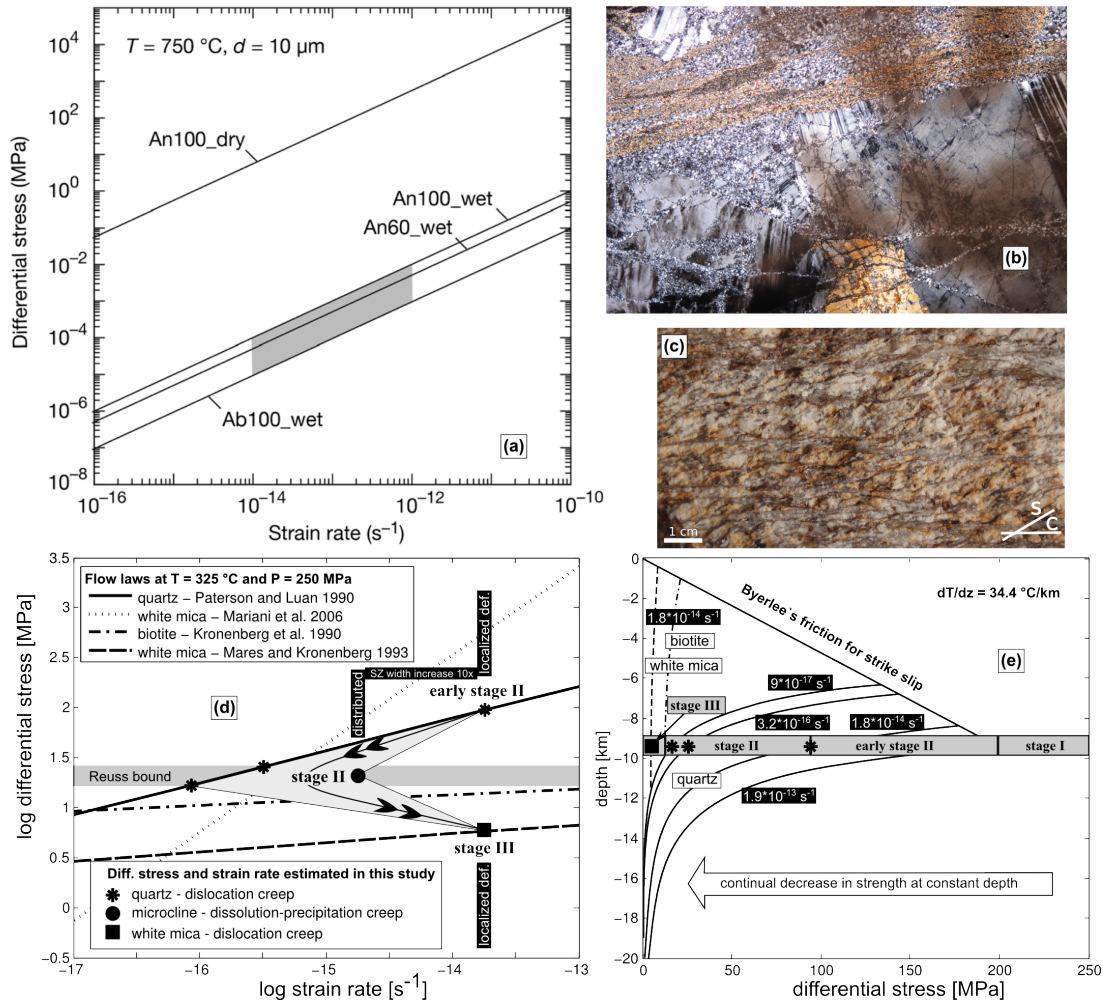 10⁴
10²
10⁰
10⁻²
10⁻⁴
10⁻⁶
10⁻⁸
Differential stress (MPa)
T = 750 °C, d = 10 μm
An100_dry
An100_wet
An60_wet
Ab100_wet
(a)
10⁻¹⁶
10⁻¹⁴
10⁻¹²
10⁻¹⁰
Strain rate (s⁻¹)
(b)
(c)
1 cm
S
C
3.5
3
2.5
2
1.5
1
0.5
0
−0.5
log differential stress [MPa]
Flow laws at T = 325 °C and P = 250 MPa
quartz − Paterson and Luan 1990
white mica − Mariani et al. 2006
biotite − Kronenberg et al. 1990
white mica − Mares and Kronenberg 1993
(d)
distributed
SZ width increase 10x
localized def.
early stage II
Reuss bound
stage II
stage III
localized def.
Diff. stress and strain rate estimated in this study
quartz - dislocation creep
microcline - dissolution-precipitation creep
white mica - dislocation creep
−17
−16
−15
−14
−13
log strain rate [s⁻¹]
0
−2
−4
−6
−8
−10
−12
−14
−16
−18
−20
depth [km]
dT/dz = 34.4 °C/km
Byerlee`s friction for strike slip
1.8*10⁻¹⁴ s⁻¹
biotite
white mica
(e)
9*10⁻¹⁷ s⁻¹
stage III
3.2*10⁻¹⁶ s⁻¹
1.8*10⁻¹⁴ s⁻¹
stage II
early stage II
stage I
quartz
1.9*10⁻¹³ s⁻¹
continual decrease in strength at constant depth
0
50
100
150
200
250
differential stress [MPa]